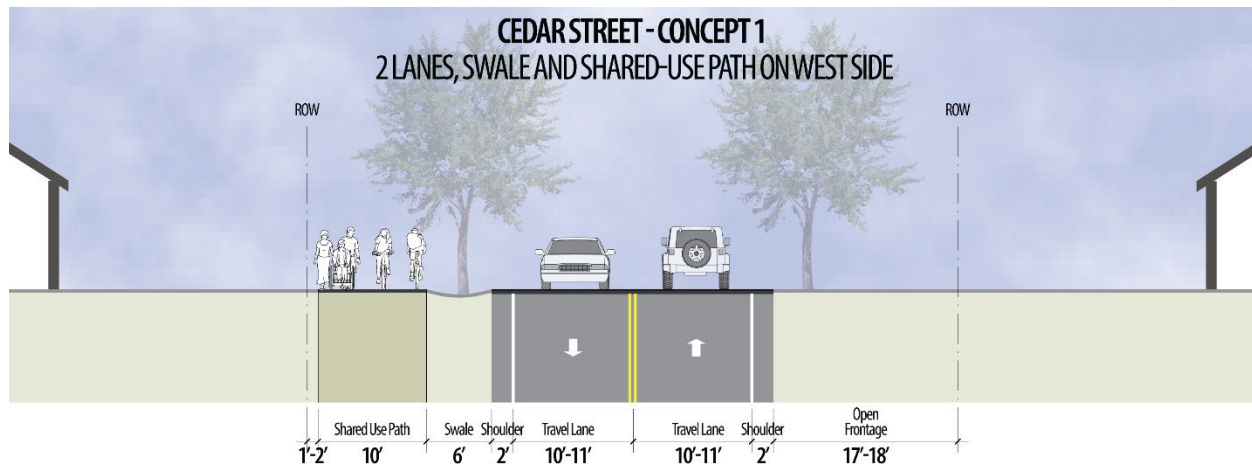 CEDAR STREET - CONCEPT 1
2 LANES, SWALE AND SHARED-USE PATH ON WEST SIDE
ROW
ROW
Shared Use Path
Swale
Shoulder
Travel Lane
Travel Lane
Shoulder
Open
Frontage
1'-2'
10'
6'
2'
10'-11'
10'-11'
2'
17'-18'